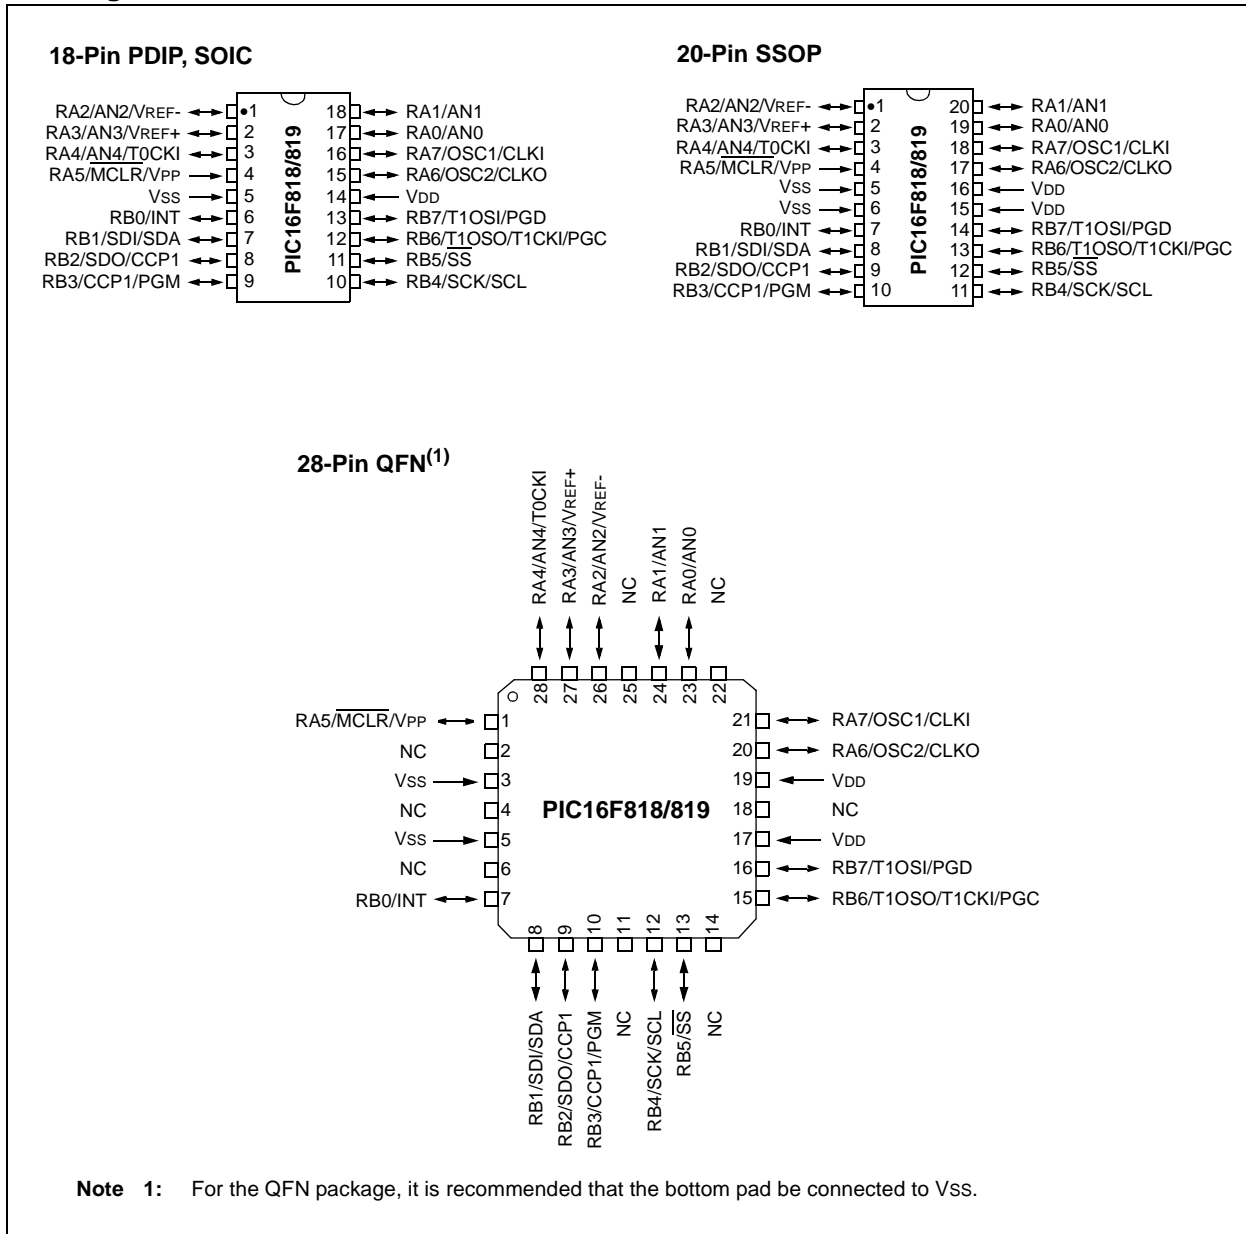 18-Pin PDIP, SOIC
RA2/AN2/VREF- 1 18 RA1/AN1
RA3/AN3/VREF+ 2 17 RA0/AN0
RA4/AN4/T0CKI 3 16 RA7/OSC1/CLKI
RA5/MCLR/VPP 4 15 RA6/OSC2/CLKO
VSS 5 14 VDD
RB0/INT 6 13 RB7/T1OSI/PGD
RB1/SDI/SDA 7 12 RB6/T1OSO/T1CKI/PGC
RB2/SDO/CCP1 8 11 RB5/SS
RB3/CCP1/PGM 9 10 RB4/SCK/SCL
PIC16F818/819
20-Pin SSOP
RA2/AN2/VREF- 1 20 RA1/AN1
RA3/AN3/VREF+ 2 19 RA0/AN0
RA4/AN4/T0CKI 3 18 RA7/OSC1/CLKI
RA5/MCLR/VPP 4 17 RA6/OSC2/CLKO
VSS 5 16 VDD
VSS 6 15 VDD
RB0/INT 7 14 RB7/T1OSI/PGD
RB1/SDI/SDA 8 13 RB6/T1OSO/T1CKI/PGC
RB2/SDO/CCP1 9 12 RB5/SS
RB3/CCP1/PGM 10 11 RB4/SCK/SCL
PIC16F818/819
28-Pin QFN(1)
RA4/AN4/T0CKI
RA3/AN3/VREF+
RA2/AN2/VREF-
NC
RA1/AN1
RA0/AN0
NC
28 27 26 25 24 23 22
RA5/MCLR/VPP 1 21 RA7/OSC1/CLKI
NC 2 20 RA6/OSC2/CLKO
VSS 3 19 VDD
NC 4 PIC16F818/819 18 NC
VSS 5 17 VDD
NC 6 16 RB7/T1OSI/PGD
RB0/INT 7 15 RB6/T1OSO/T1CKI/PGC
8 9 10 11 12 13 14
RB1/SDI/SDA
RB2/SDO/CCP1
RB3/CCP1/PGM
NC
RB4/SCK/SCL
RB5/SS
NC
Note 1: For the QFN package, it is recommended that the bottom pad be connected to VSS.